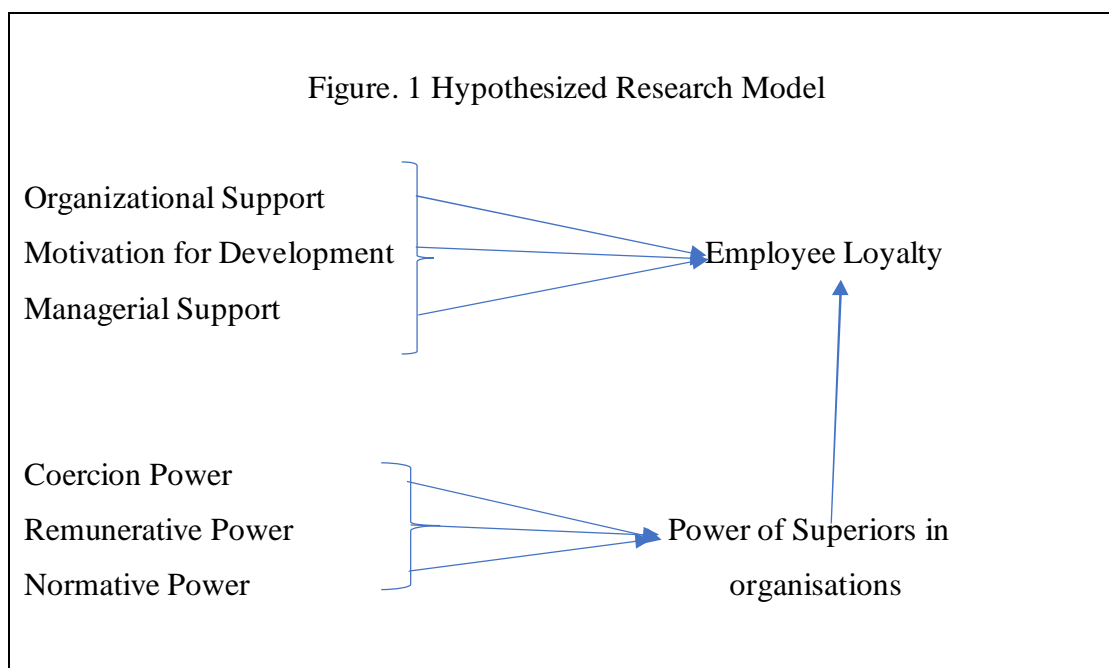 Figure. 1 Hypothesized Research Model
Organizational Support
Motivation for Development
Managerial Support
Employee Loyalty
Coercion Power
Remunerative Power
Normative Power
Power of Superiors in
organisations